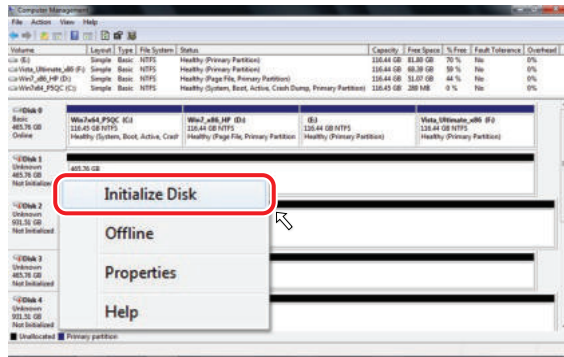 Computer Management
File Action View Help
Volume Layout Type File System Status Capacity Free Space % Free Fault Tolerance Overhead
(E:) Simple Basic NTFS Healthy (Primary Partition) 116.44 GB 81.80 GB 70 % No 0%
Vista_Ultimate_x86 (F:) Simple Basic NTFS Healthy (Primary Partition) 116.44 GB 68.39 GB 59 % No 0%
Win7_x86_HP (D:) Simple Basic NTFS Healthy (Page File, Primary Partition) 116.44 GB 51.07 GB 44 % No 0%
Win7x64_PSQC (C:) Simple Basic NTFS Healthy (System, Boot, Active, Crash Dump, Primary Partition) 116.45 GB 280 MB 0 % No 0%
Disk 0
Basic
465.76 GB
Online
Win7x64_PSQC (C:)
116.45 GB NTFS
Healthy (System, Boot, Active, Crash
Win7_x86_HP (D:)
116.44 GB NTFS
Healthy (Page File, Primary Partition
(E:)
116.44 GB NTFS
Healthy (Primary Partition)
Vista_Ultimate_x86 (F:)
116.44 GB NTFS
Healthy (Primary Partition)
Disk 1
Unknown
465.76 GB
Not Initialized
465.76 GB
Initialize Disk
Offline
Properties
Help
Disk 2
Unknown
931.51 GB
Not Initialized
Disk 3
Unknown
465.76 GB
Not Initialized
Disk 4
Unknown
931.51 GB
Not Initialized
Unallocated Primary partition